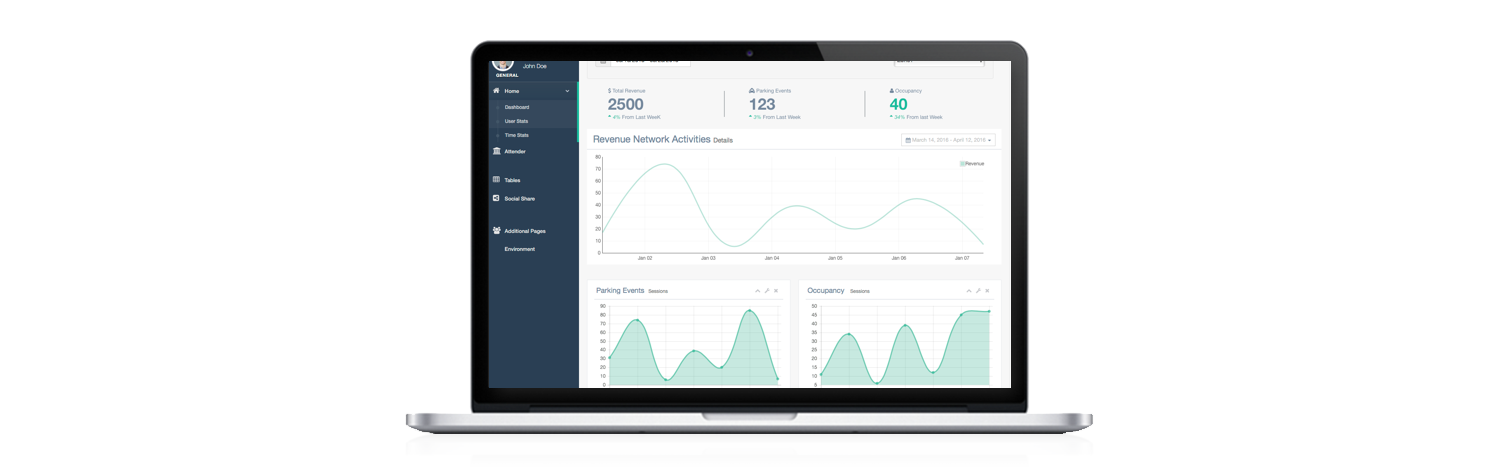 John Doe
GENERAL
Home
Dashboard
User Stats
Time Stats
Attender
Tables
Social Share
Additional Pages
Environment
$ Total Revenue
2500
4% From Last Week
Parking Events
123
3% From Last Week
Occupancy
40
34% From last Week
Revenue Network Activities Details
March 14, 2016 - April 12, 2016
Revenue
80
70
60
50
40
30
20
10
0
Jan 02 Jan 03 Jan 04 Jan 05 Jan 06 Jan 07
Parking Events Sessions
90
80
70
60
50
40
30
20
10
0
Occupancy Sessions
50
45
40
35
30
25
20
15
10
5